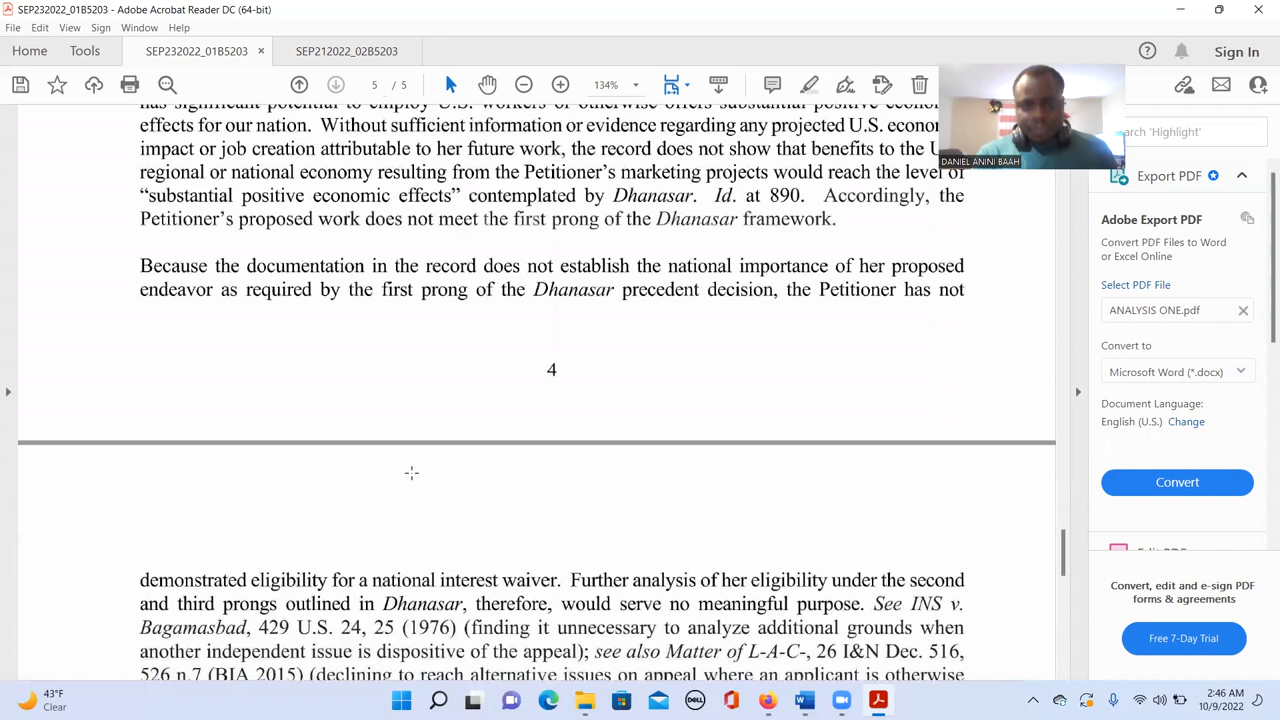 SEP232022_01B5203 - Adobe Acrobat Reader DC (64-bit)
File Edit View Sign Window Help
Home Tools SEP232022_01B5203 × SEP212022_02B5203 Sign In
5 / 5 134%
has significant potential to employ U.S. workers or otherwise offers substantial positive
effects for our nation. Without sufficient information or evidence regarding any projected U.S.
impact or job creation attributable to her future work, the record does not show that benefits to the
regional or national economy resulting from the Petitioner's marketing projects would reach the level of
“substantial positive economic effects” contemplated by Dhanasar. Id. at 890. Accordingly, the
Petitioner's proposed work does not meet the first prong of the Dhanasar framework.
Because the documentation in the record does not establish the national importance of her proposed
endeavor as required by the first prong of the Dhanasar precedent decision, the Petitioner has not
4
demonstrated eligibility for a national interest waiver. Further analysis of her eligibility under the second
and third prongs outlined in Dhanasar, therefore, would serve no meaningful purpose. See INS v.
Bagamasbad, 429 U.S. 24, 25 (1976) (finding it unnecessary to analyze additional grounds when
another independent issue is dispositive of the appeal); see also Matter of L-A-C-, 26 I&N Dec. 516,
526 n.7 (BIA 2015) (declining to reach alternative issues on appeal where an applicant is otherwise
DANIEL ANINI BAAH
arch 'Highlight'
Export PDF
Adobe Export PDF
Convert PDF Files to Word
or Excel Online
Select PDF File
ANALYSIS ONE.pdf
Convert to
Microsoft Word (*.docx)
Document Language:
English (U.S.) Change
Convert
Convert, edit and e-sign PDF
forms & agreements
Free 7-Day Trial
43°F
Clear
DELL
2:46 AM
10/9/2022